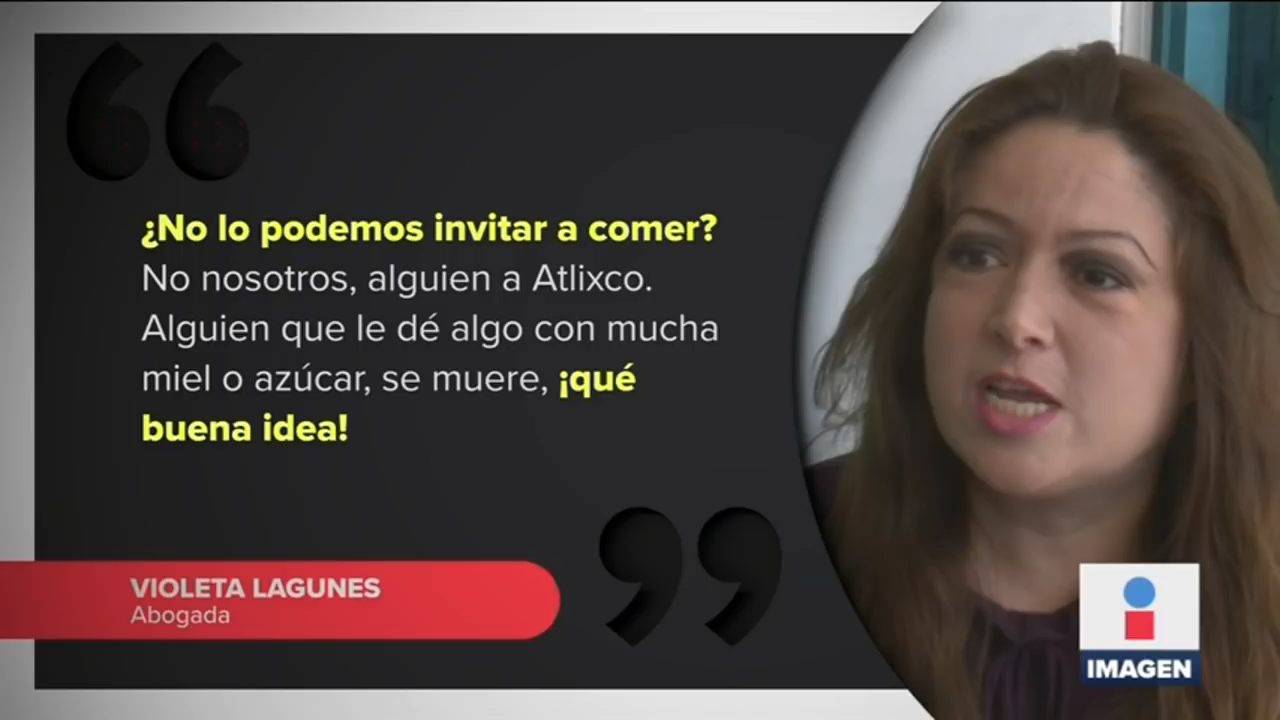 ¿No lo podemos invitar a comer?
No nosotros, alguien a Atlixco.
Alguien que le dé algo con mucha
miel o azúcar, se muere, ¡qué
buena idea!
VIOLETA LAGUNES
Abogada
IMAGEN